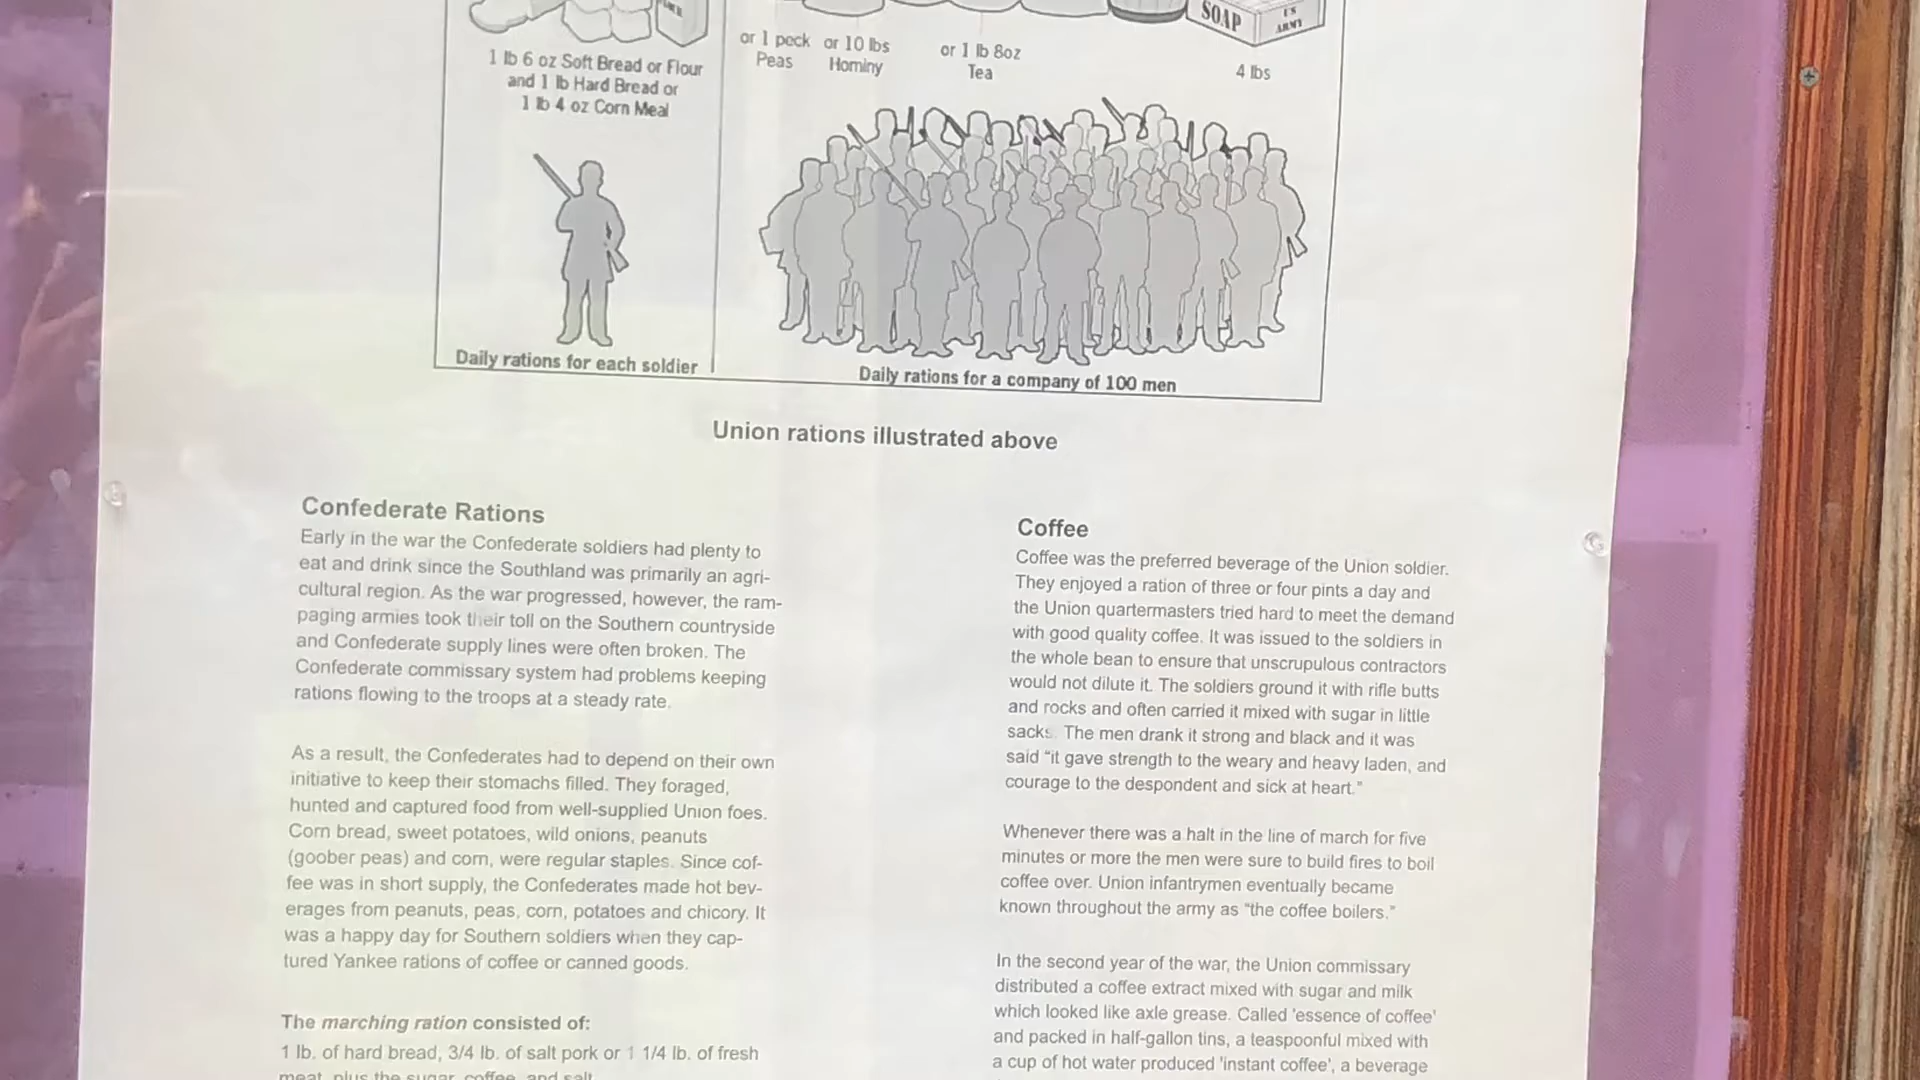 SOAP
US
ARMY
or 1 peck
Peas
or 10 lbs
Hominy
or 1 lb 8oz
Tea
4 lbs
1 lb 6 oz Soft Bread or Flour
and 1 lb Hard Bread or
1 lb 4 oz Corn Meal
Daily rations for each soldier
Daily rations for a company of 100 men
Union rations illustrated above
Confederate Rations
Early in the war the Confederate soldiers had plenty to
eat and drink since the Southland was primarily an agri-
cultural region. As the war progressed, however, the ram-
paging armies took their toll on the Southern countryside
and Confederate supply lines were often broken. The
Confederate commissary system had problems keeping
rations flowing to the troops at a steady rate.
As a result, the Confederates had to depend on their own
initiative to keep their stomachs filled. They foraged,
hunted and captured food from well-supplied Union foes.
Corn bread, sweet potatoes, wild onions, peanuts
(goober peas) and corn, were regular staples. Since cof-
fee was in short supply, the Confederates made hot bev-
erages from peanuts, peas, corn, potatoes and chicory. It
was a happy day for Southern soldiers when they cap-
tured Yankee rations of coffee or canned goods.
The marching ration consisted of:
1 lb. of hard bread, 3/4 lb. of salt pork or 1 1/4 lb. of fresh
meat, plus the sugar, coffee, and salt
Coffee
Coffee was the preferred beverage of the Union soldier.
They enjoyed a ration of three or four pints a day and
the Union quartermasters tried hard to meet the demand
with good quality coffee. It was issued to the soldiers in
the whole bean to ensure that unscrupulous contractors
would not dilute it. The soldiers ground it with rifle butts
and rocks and often carried it mixed with sugar in little
sacks. The men drank it strong and black and it was
said “it gave strength to the weary and heavy laden, and
courage to the despondent and sick at heart.”
Whenever there was a halt in the line of march for five
minutes or more the men were sure to build fires to boil
coffee over. Union infantrymen eventually became
known throughout the army as “the coffee boilers.”
In the second year of the war, the Union commissary
distributed a coffee extract mixed with sugar and milk
which looked like axle grease. Called 'essence of coffee'
and packed in half-gallon tins, a teaspoonful mixed with
a cup of hot water produced 'instant coffee', a beverage